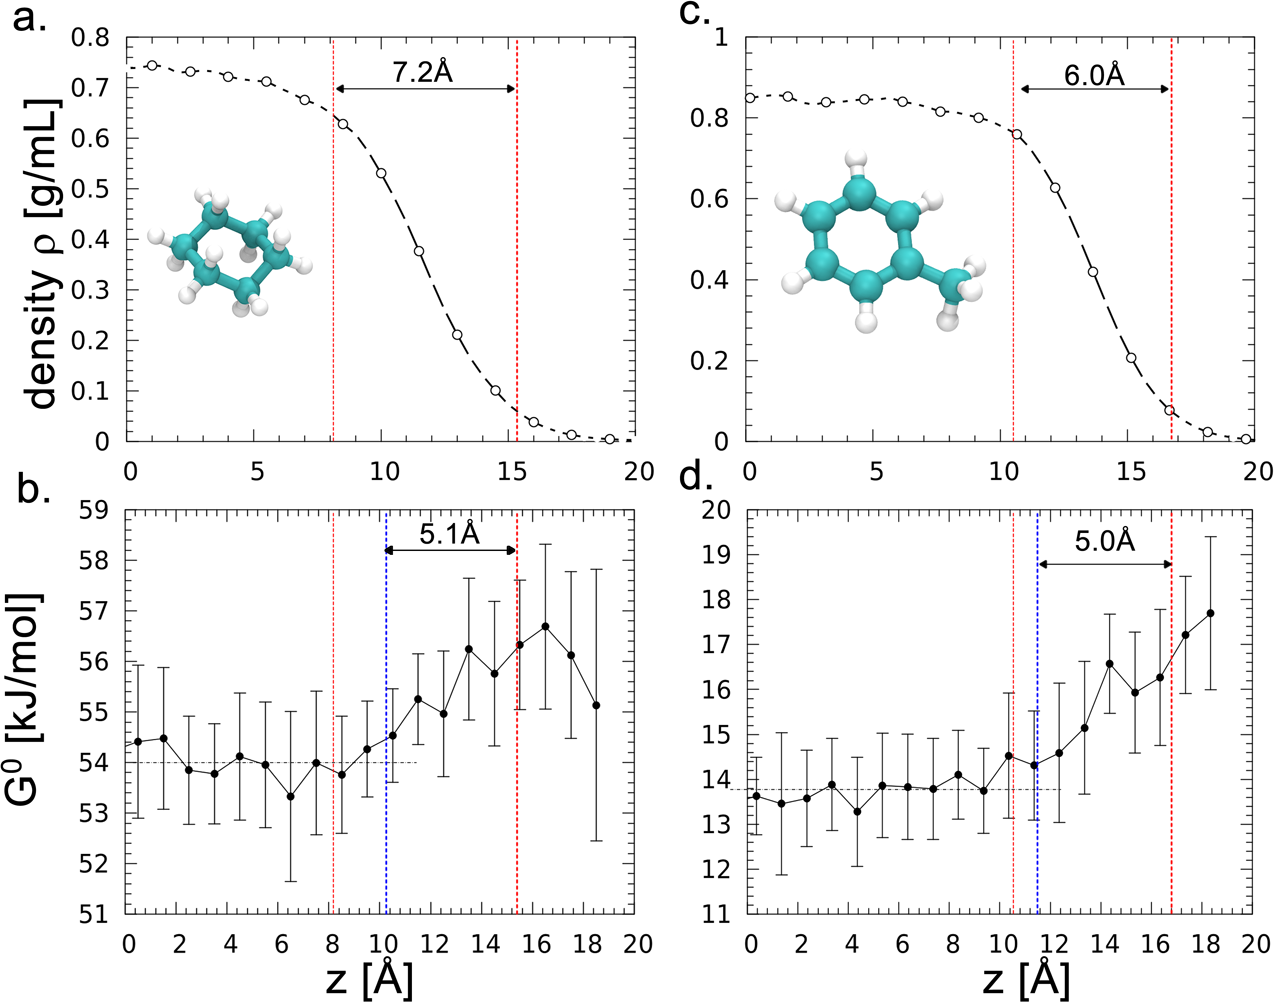 a.
density ρ [g/mL]
0.8
0.7
0.6
0.5
0.4
0.3
0.2
0.1
0
7.2Å
0 5 10 15 20
c.
1
0.8
0.6
0.4
0.2
0
6.0Å
0 5 10 15 20
b.
G⁰ [kJ/mol]
59
58
57
56
55
54
53
52
51
5.1Å
0 2 4 6 8 10 12 14 16 18 20
z [Å]
d.
20
19
18
17
16
15
14
13
12
11
5.0Å
0 2 4 6 8 10 12 14 16 18 20
z [Å]